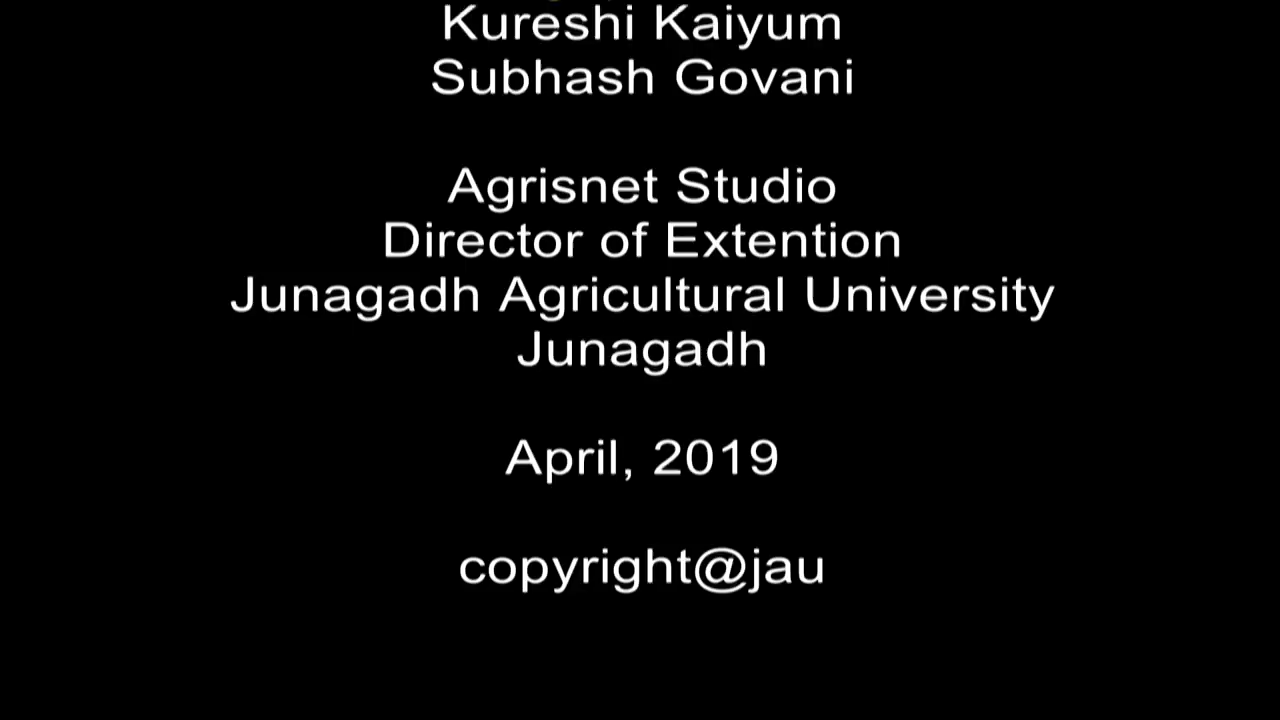 Kureshi Kaiyum
Subhash Govani
Agrisnet Studio
Director of Extention
Junagadh Agricultural University
Junagadh
April, 2019
copyright@jau